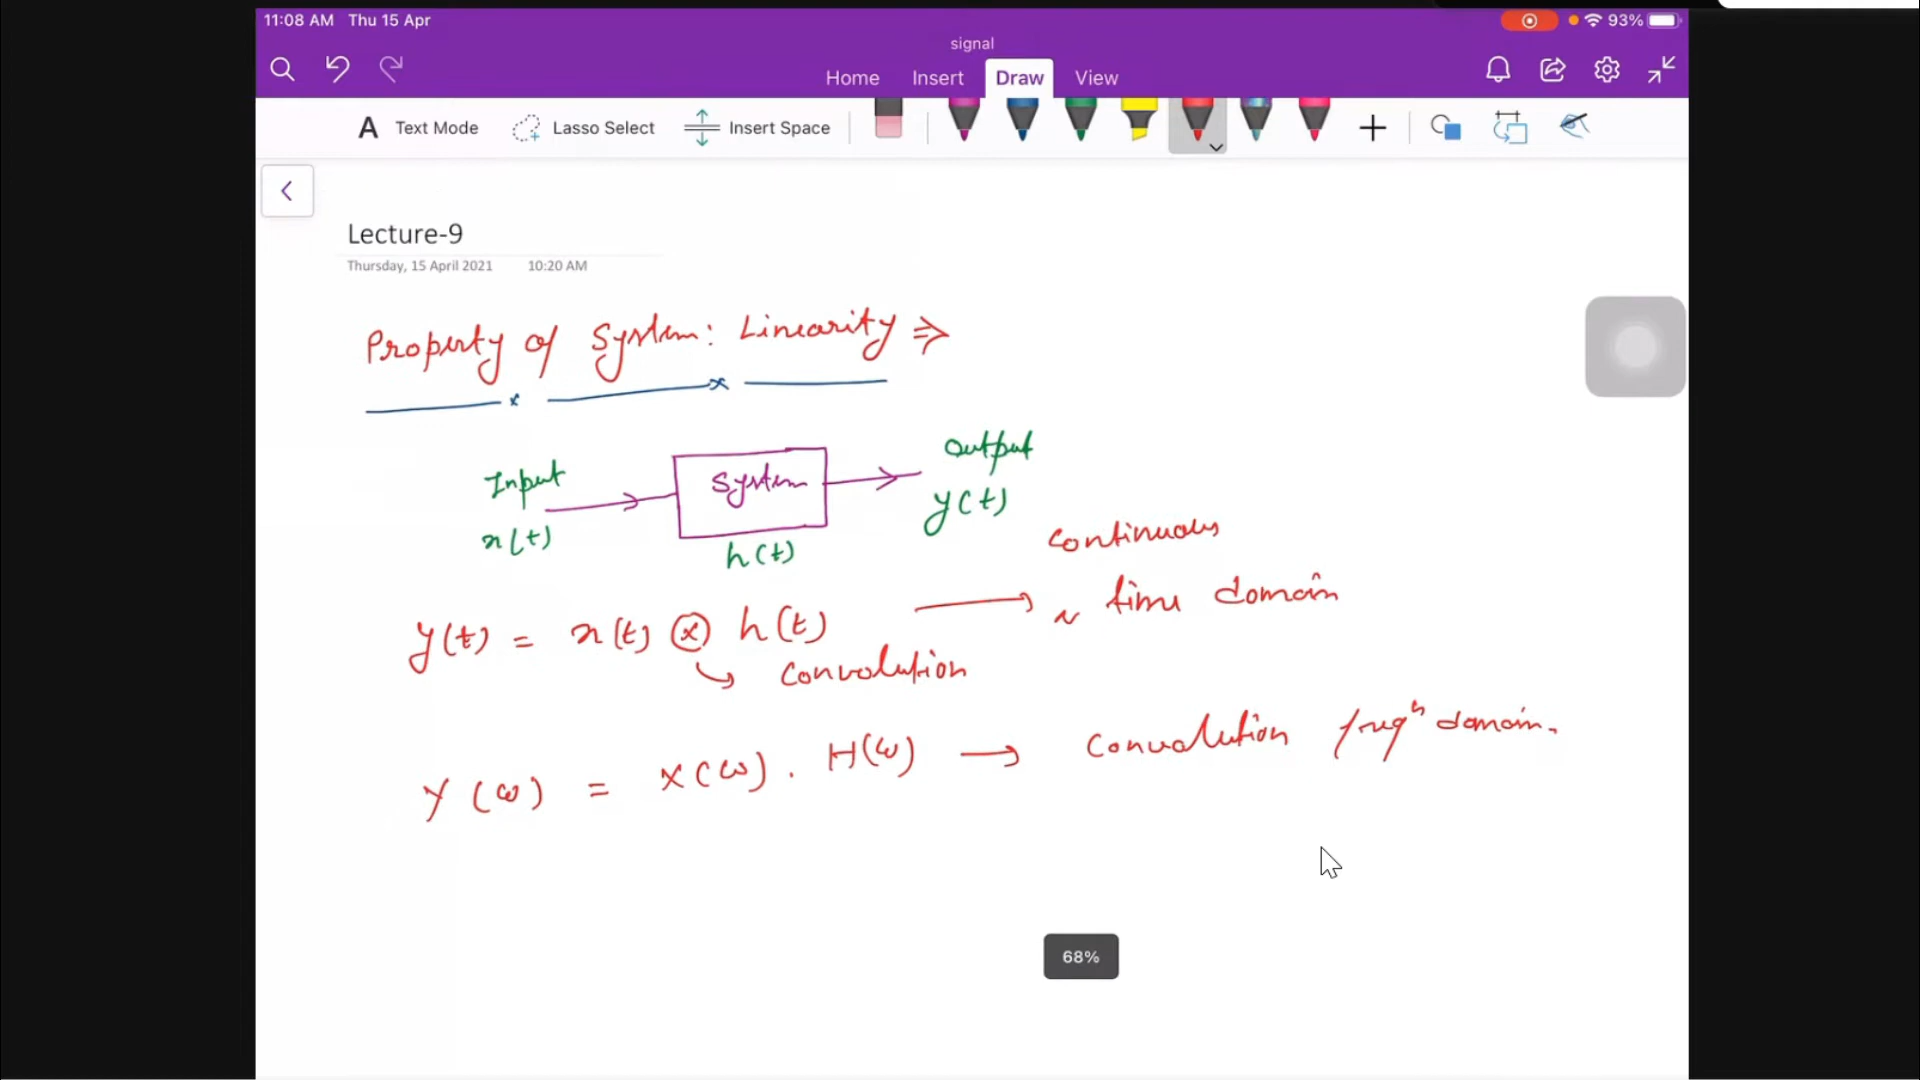 11:08 AM Thu 15 Apr 93%
signal
Home Insert Draw View
A Text Mode Lasso Select Insert Space
Lecture-9
Thursday, 15 April 2021 10:20 AM
Property of System: Linearity ⇒
Input x(t)
System
h(t)
Output
y(t)
y(t) = x(t) ⊗ h(t) → continuous time domain
↳ Convolution
Y(ω) = X(ω) . H(ω) → Convolution freqⁿ domain.
68%